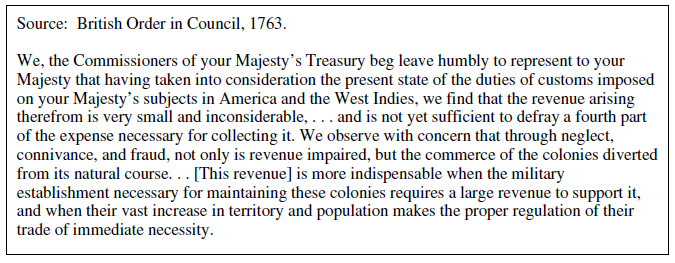 Source:  British Order in Council, 1763.
We, the Commissioners of your Majesty's Treasury beg leave humbly to represent to your
Majesty that having taken into consideration the present state of the duties of customs imposed
on your Majesty's subjects in America and the West Indies, we find that the revenue arising
therefrom is very small and inconsiderable, . . . and is not yet sufficient to defray a fourth part
of the expense necessary for collecting it. We observe with concern that through neglect,
connivance, and fraud, not only is revenue impaired, but the commerce of the colonies diverted
from its natural course. . . [This revenue] is more indispensable when the military
establishment necessary for maintaining these colonies requires a large revenue to support it,
and when their vast increase in territory and population makes the proper regulation of their
trade of immediate necessity.